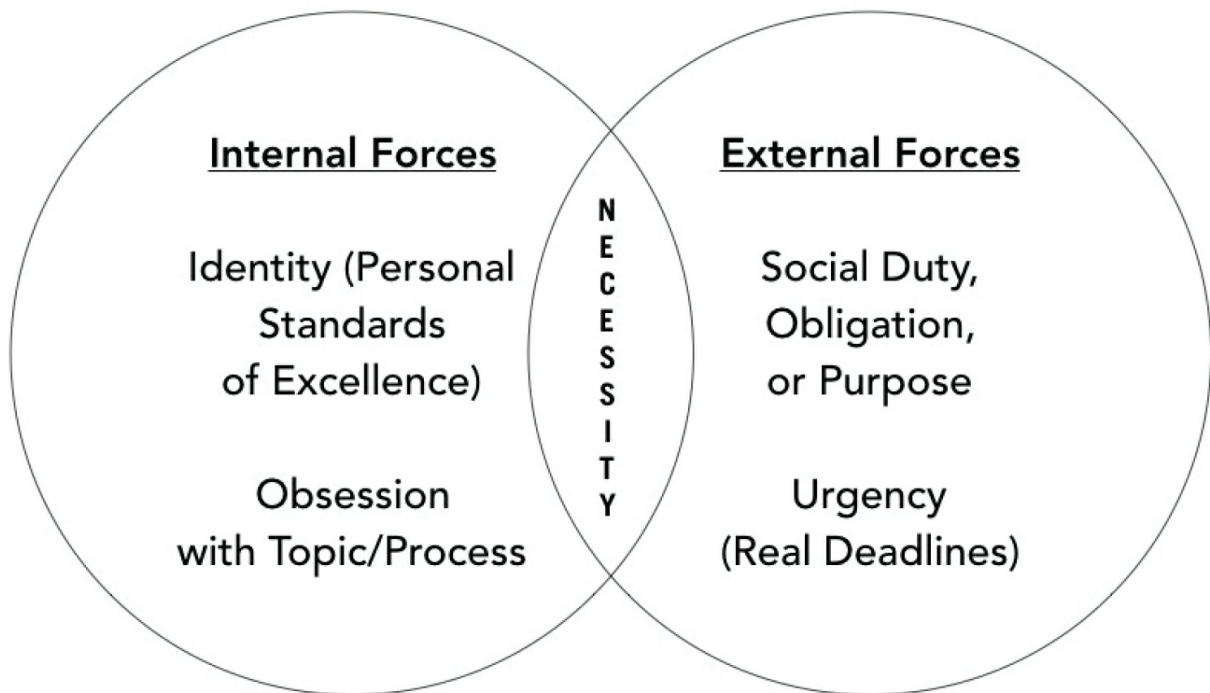 Internal Forces
Identity (Personal
Standards
of Excellence)
Obsession
with Topic/Process
NECESSITY
External Forces
Social Duty,
Obligation,
or Purpose
Urgency
(Real Deadlines)